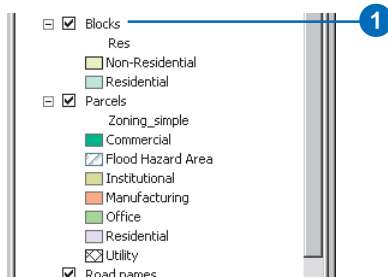 Blocks
1
Res
Non-Residential
Residential
Parcels
Zoning_simple
Commercial
Flood Hazard Area
Institutional
Manufacturing
Office
Residential
Utility
Road names